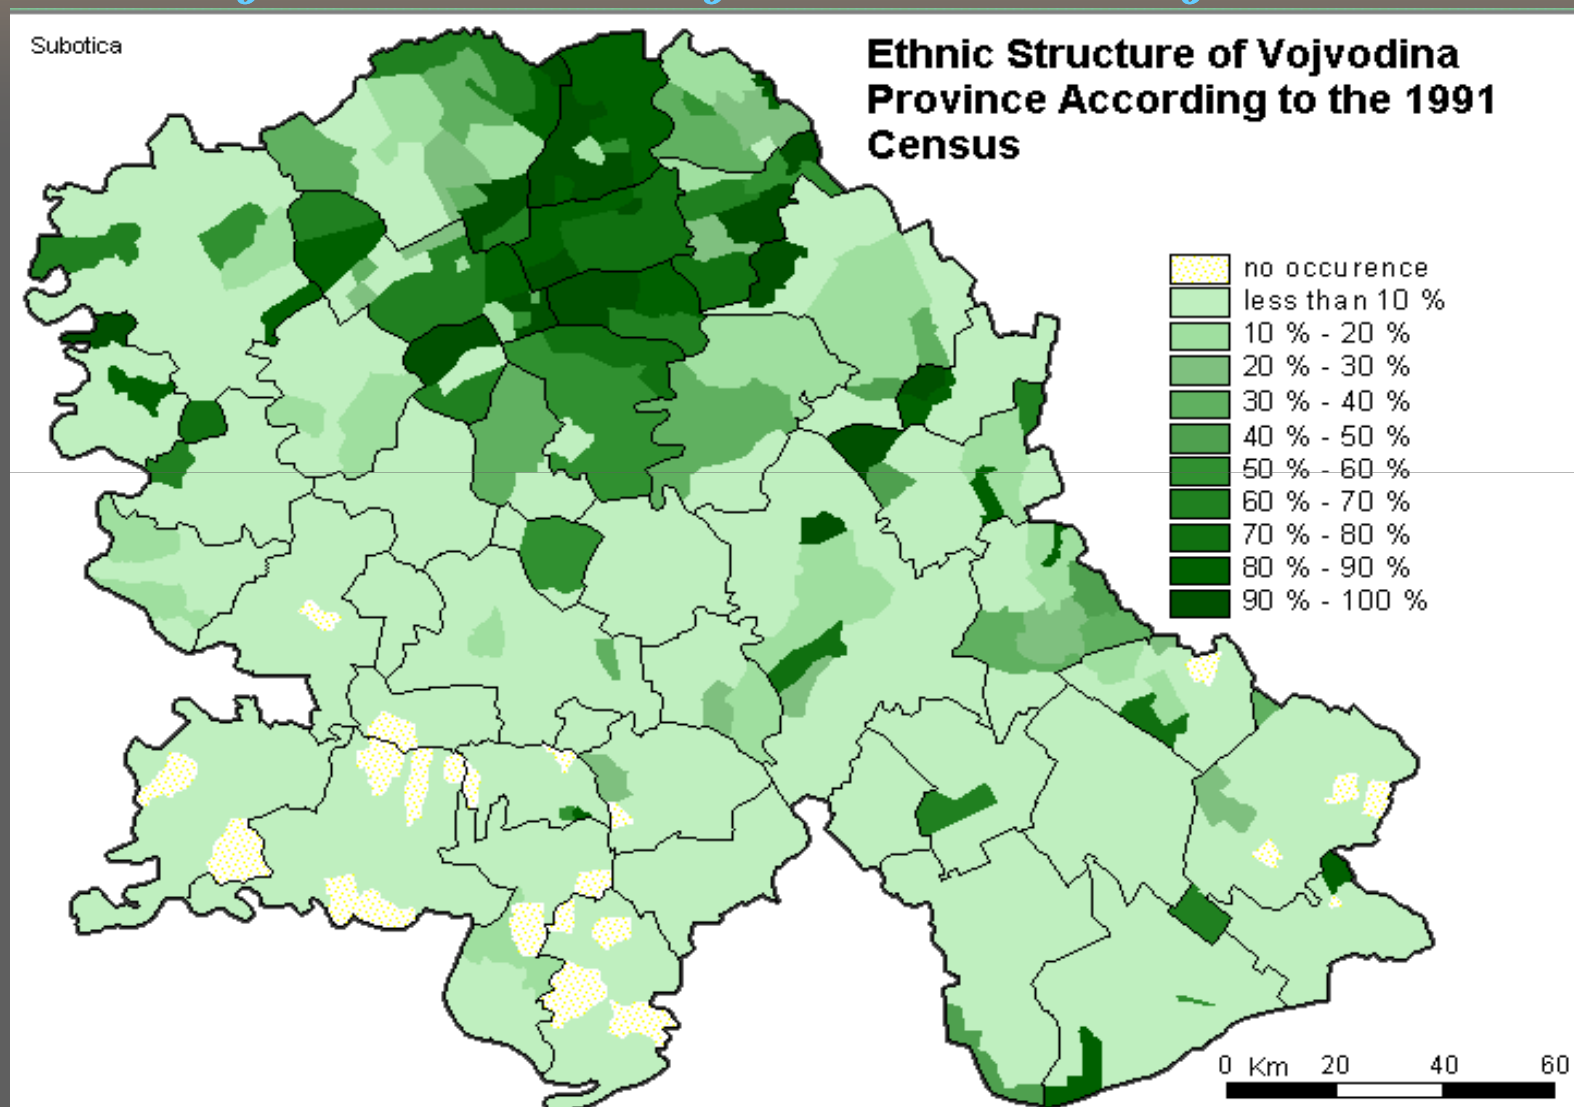 Subotica
Ethnic Structure of Vojvodina
Province According to the 1991
Census
no occurence
less than 10 %
10 % - 20 %
20 % - 30 %
30 % - 40 %
40 % - 50 %
50 % - 60 %
60 % - 70 %
70 % - 80 %
80 % - 90 %
90 % - 100 %
0 Km 20 40 60